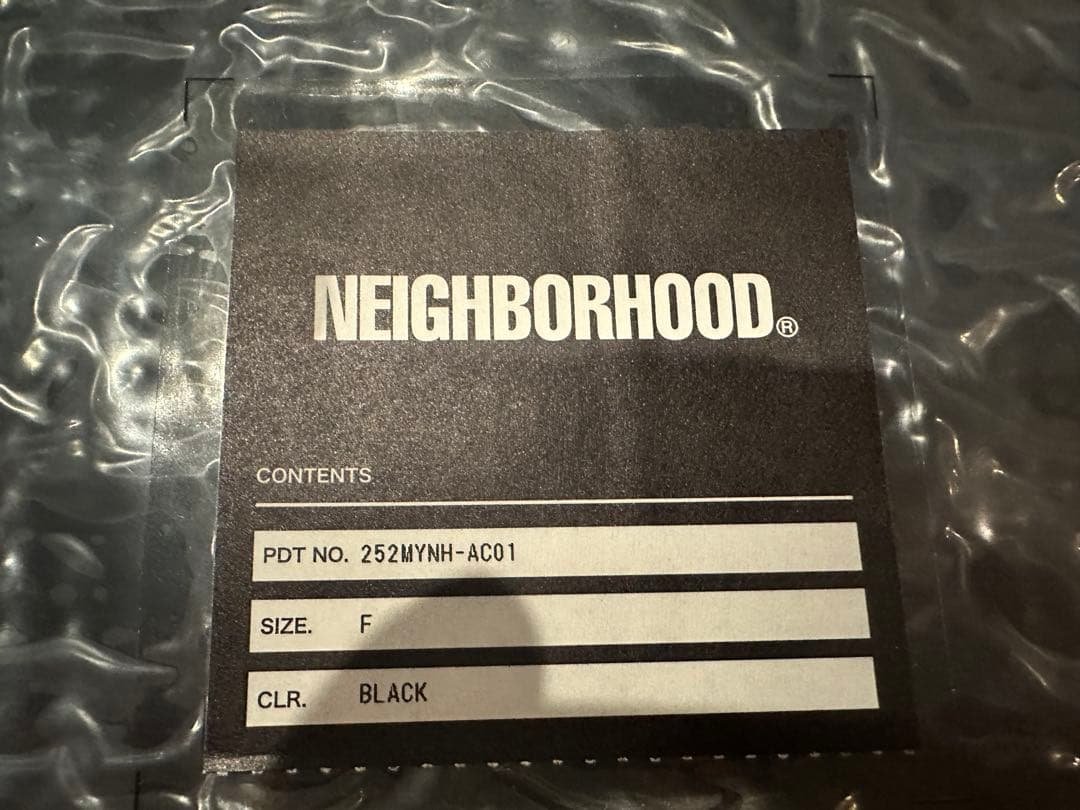 NEIGHBORHOOD®
CONTENTS
PDT NO. 252MYNH-AC01
SIZE. F
CLR. BLACK